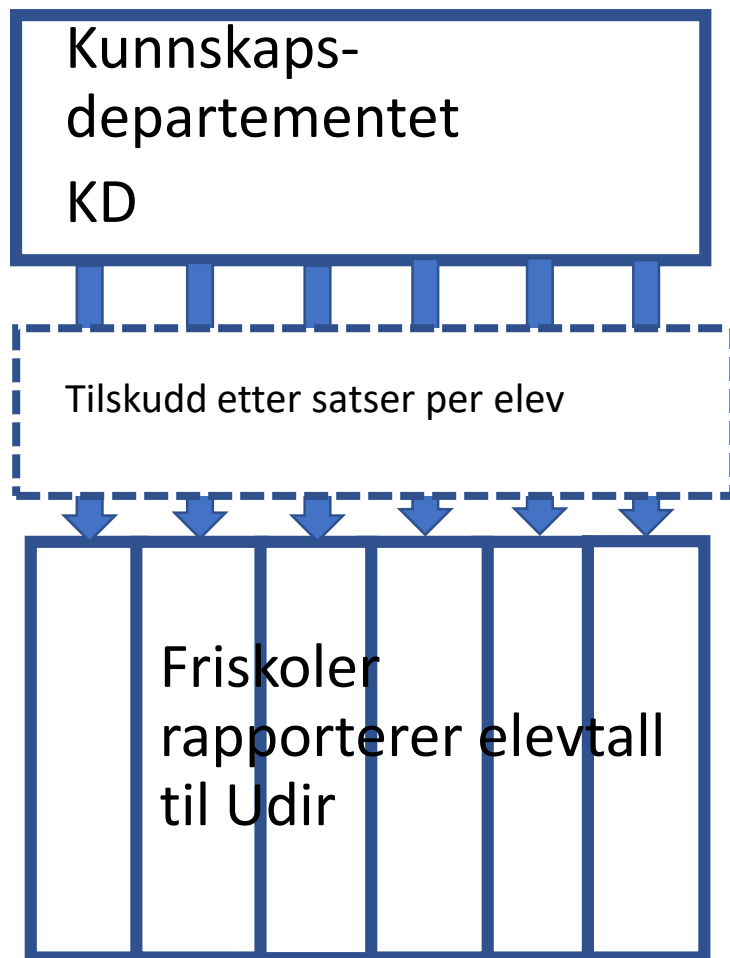 Kunnskaps-
departementet
KD
Tilskudd etter satser per elev
Friskoler
rapporterer elevtall
til Udir